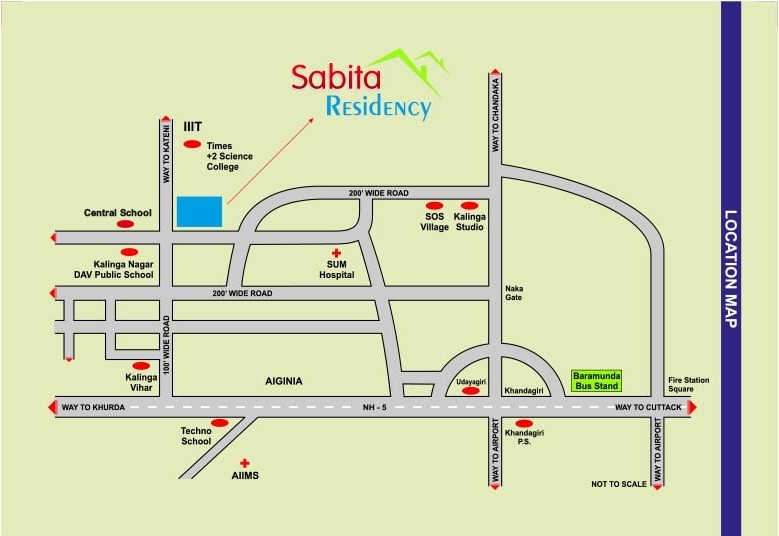 Sabita
Residency
WAY TO CHANDAKA
WAY TO KATENI
IIIT
Times
+2 Science
College
200' WIDE ROAD
Central School
SOS
Village
Kalinga
Studio
LOCATION MAP
Kalinga Nagar
DAV Public School
SUM
Hospital
200' WIDE ROAD
Naka
Gate
100' WIDE ROAD
Kalinga
Vihar
AIGINIA
Udayagiri
Khandagiri
Baramunda
Bus Stand
Fire Station
Square
WAY TO KHURDA
NH - 5
WAY TO CUTTACK
Techno
School
Khandagiri
P.S.
WAY TO AIRPORT
WAY TO AIRPORT
AIIMS
NOT TO SCALE